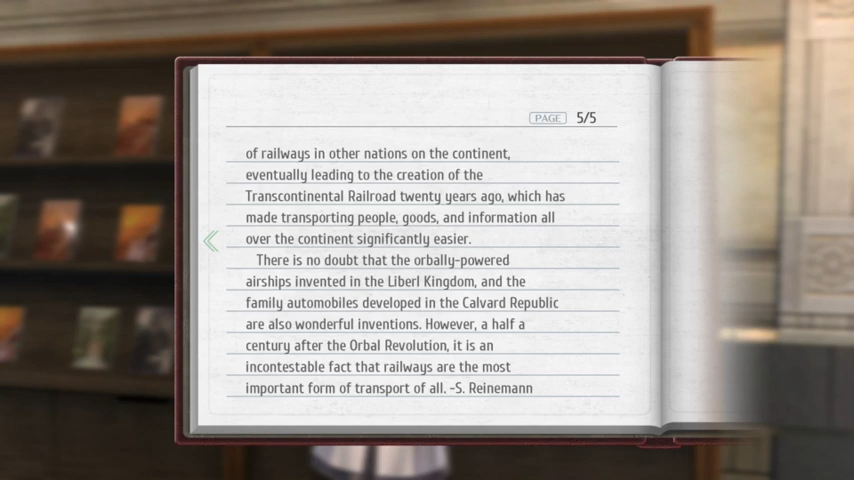 PAGE 5/5
of railways in other nations on the continent,
eventually leading to the creation of the
Transcontinental Railroad twenty years ago, which has
made transporting people, goods, and information all
over the continent significantly easier.
There is no doubt that the orbally-powered
airships invented in the Liberl Kingdom, and the
family automobiles developed in the Calvard Republic
are also wonderful inventions. However, a half a
century after the Orbal Revolution, it is an
incontestable fact that railways are the most
important form of transport of all. -S. Reinemann